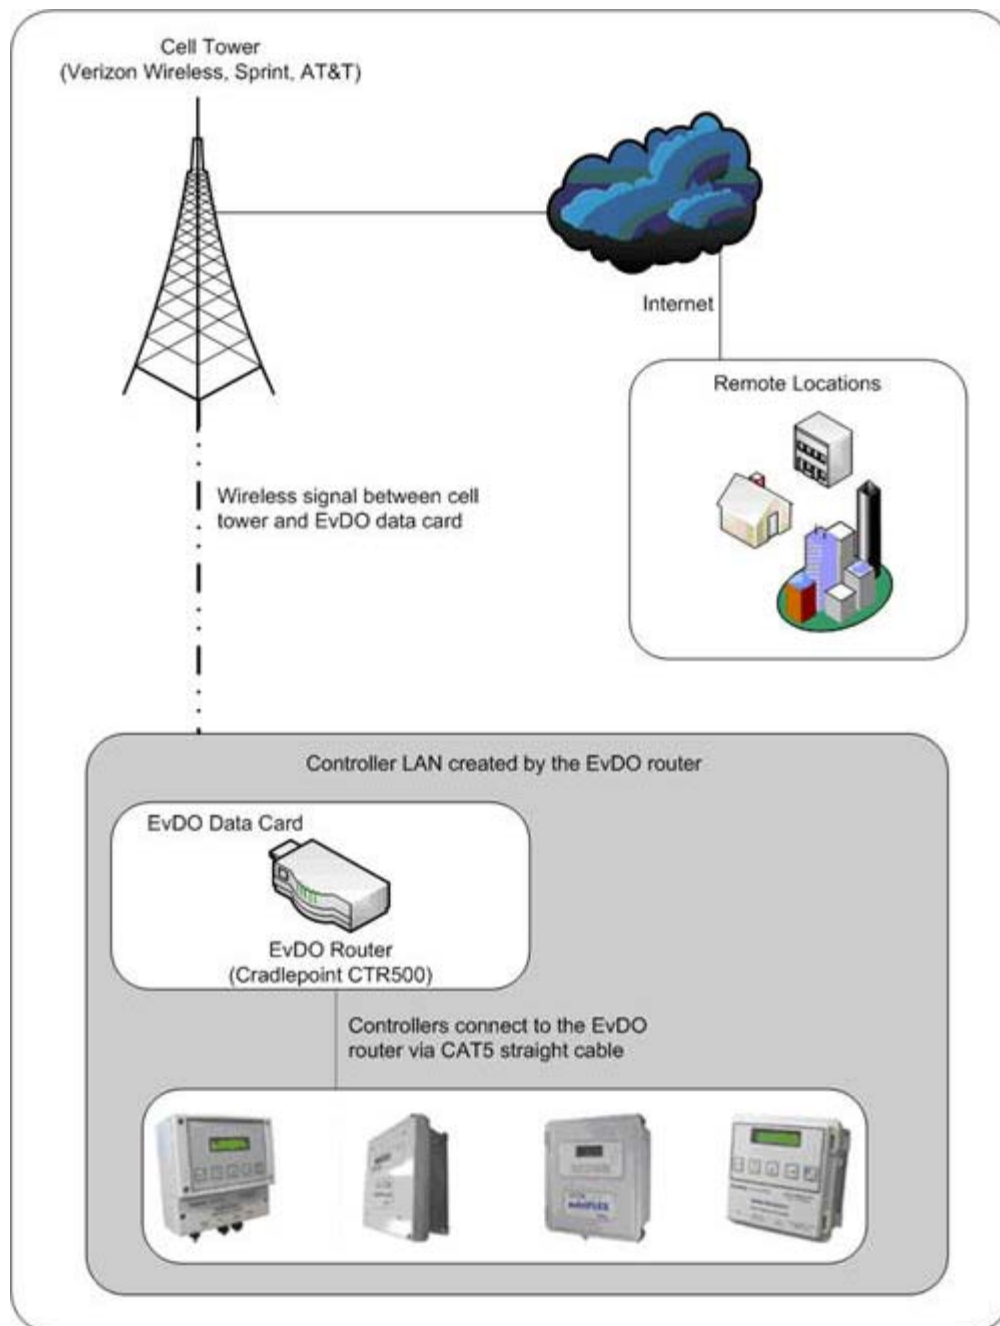 Cell Tower
(Verizon Wireless, Sprint, AT&T)
Internet
Remote Locations
Wireless signal between cell
tower and EvDO data card
Controller LAN created by the EvDO router
EvDO Data Card
EvDO Router
(Cradlepoint CTR500)
Controllers connect to the EvDO
router via CAT5 straight cable